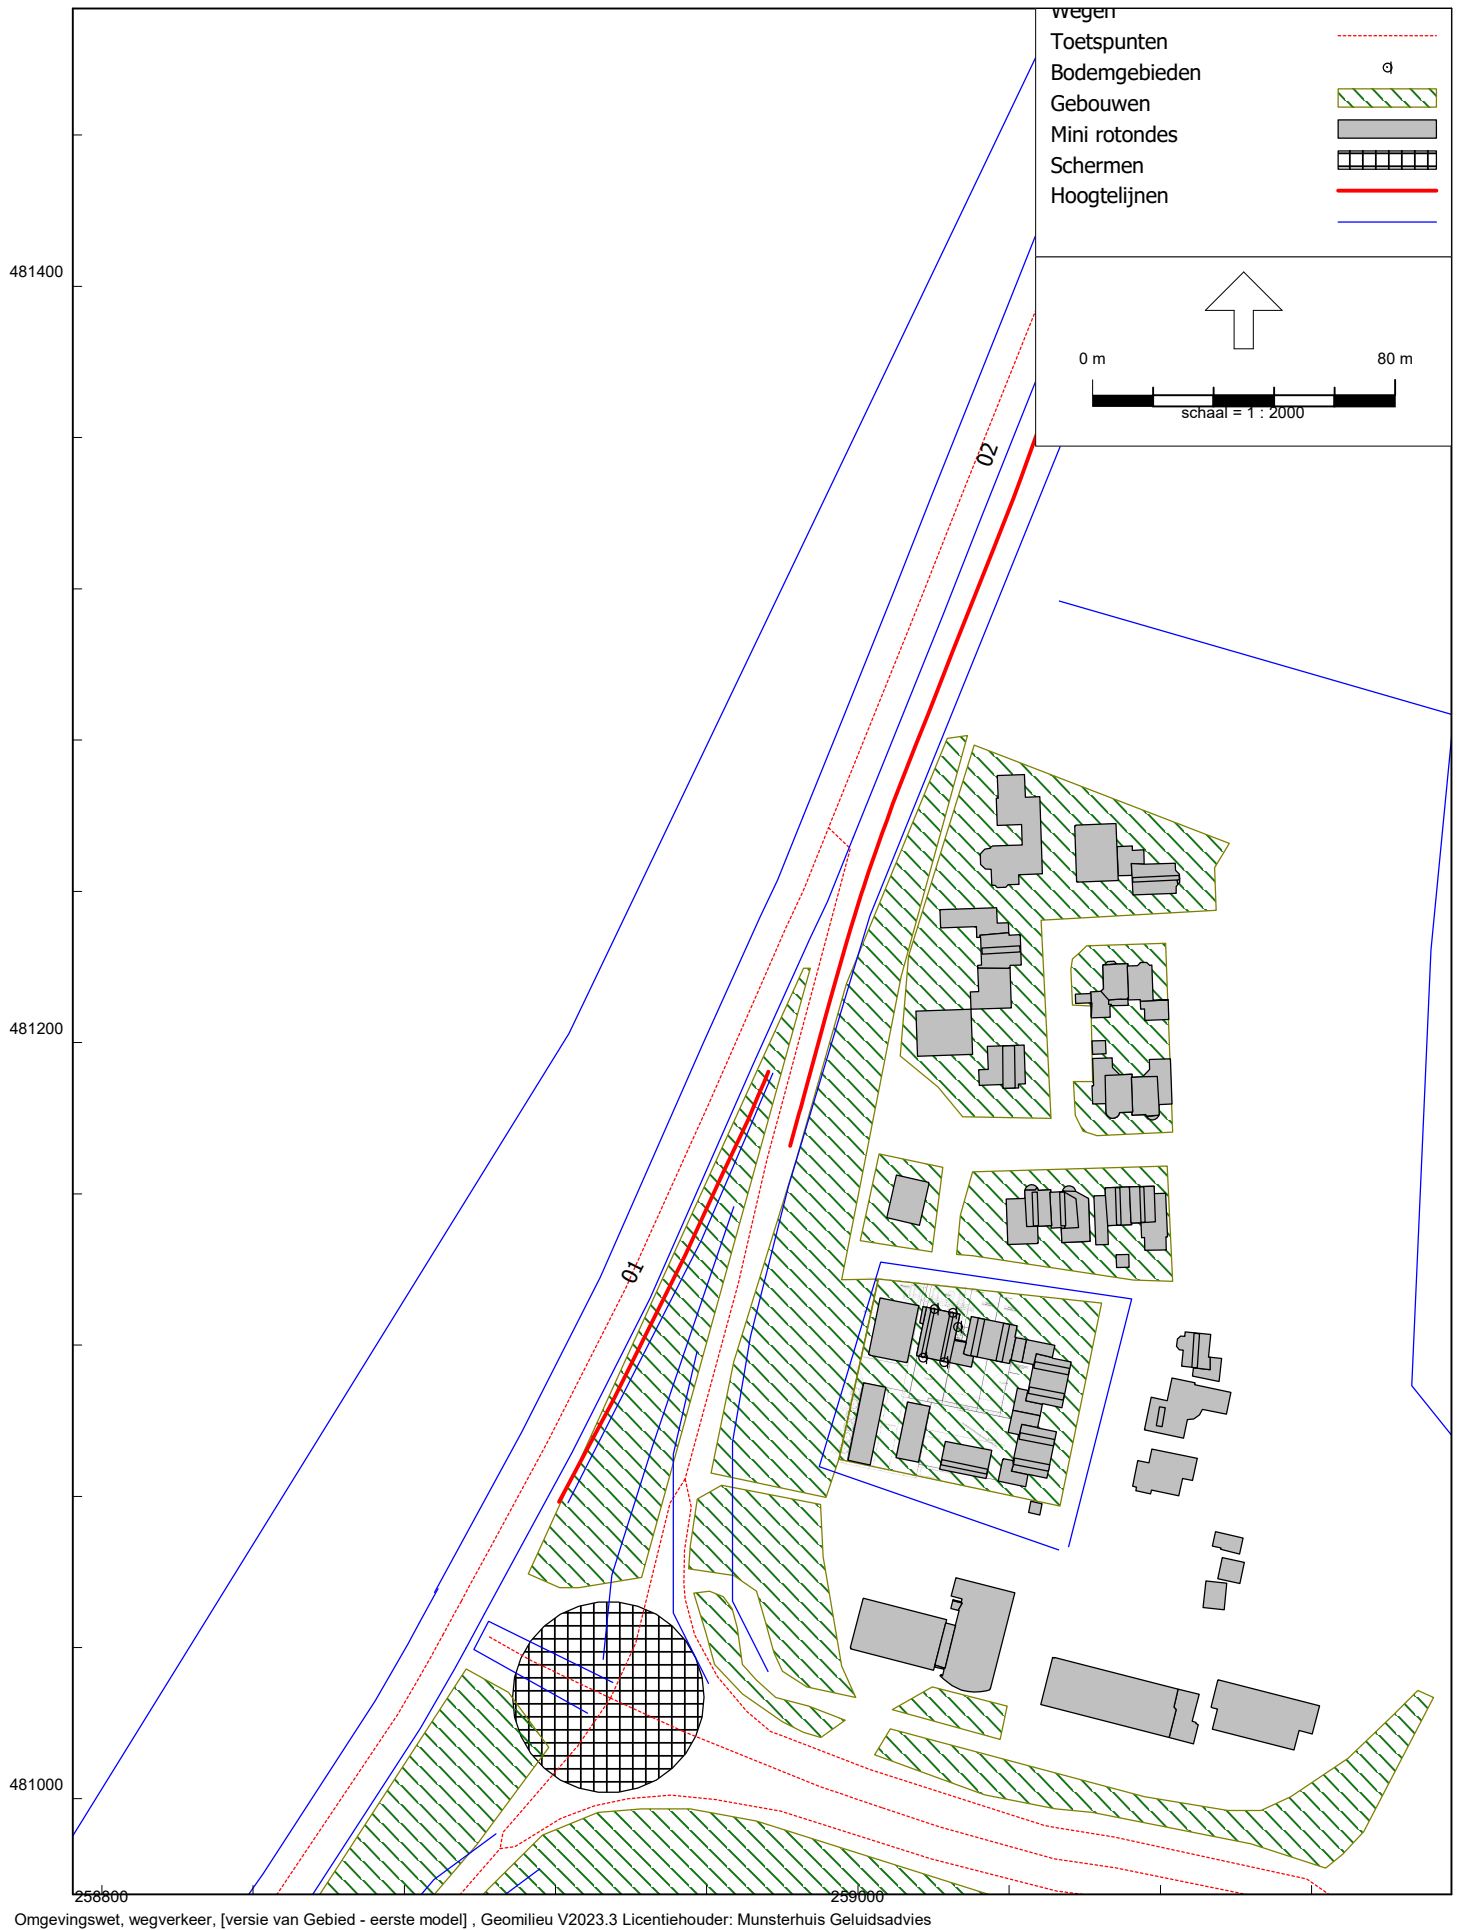 Wegen
Toetspunten
Bodemgebieden
Gebouwen
Mini rotondes
Schermen
Hoogtelijnen
481400
0 m 80 m
schaal = 1 : 2000
02
481200
01
481000
258800 259000
Omgevingswet, wegverkeer, [versie van Gebied - eerste model] , Geomilieu V2023.3 Licentiehouder: Munsterhuis Geluidsadvies